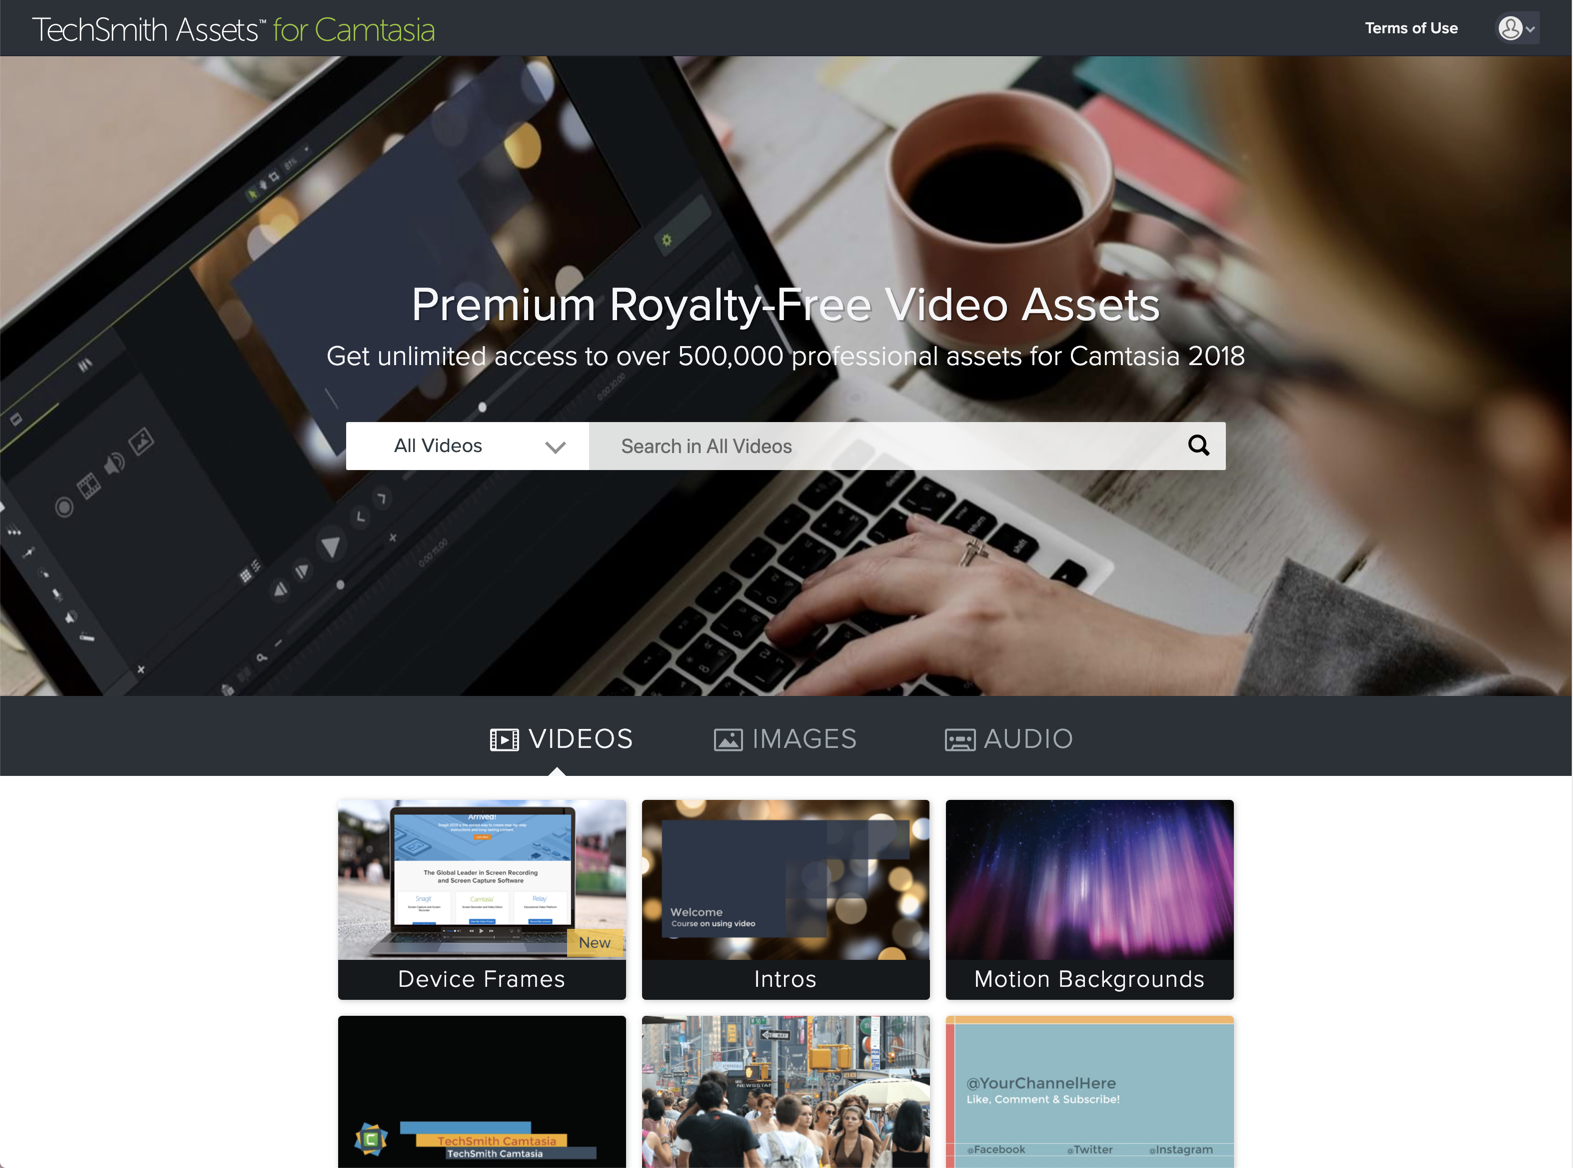 TechSmith Assets™ for Camtasia
Terms of Use
Premium Royalty-Free Video Assets
Get unlimited access to over 500,000 professional assets for Camtasia 2018
All Videos
Search in All Videos
VIDEOS
IMAGES
AUDIO
Arrived!
The Global Leader in Screen Recording
and Screen Capture Software
Snagit
Camtasia
Relay
New
Device Frames
Welcome
Course on using video
Intros
Motion Backgrounds
TechSmith Camtasia
TechSmith Camtasia
ONE WAY
NEWSSTAND
@YourChannelHere
Like, Comment & Subscribe!
@Facebook
@Twitter
@Instagram